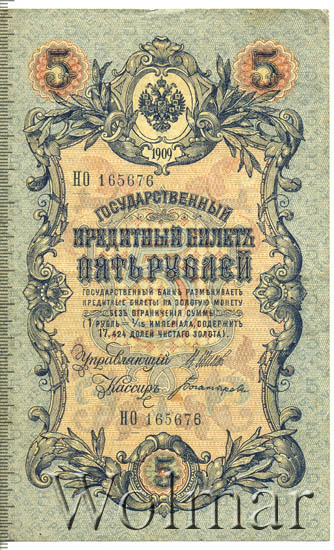 5 5
1909
НО 165676
ГОСУДАРСТВЕННЫЙ
КРЕДИТНЫЙ БИЛЕТЪ
ПЯТЬ РУБЛЕЙ
ГОСУДАРСТВЕННЫЙ БАНКЪ РАЗМѢНИВАЕТЪ
КРЕДИТНЫЕ БИЛЕТЫ НА ЗОЛОТУЮ МОНЕТУ
БЕЗЪ ОГРАНИЧЕНІЯ СУММЫ
(1 РУБЛЬ = 1/15 ИМПЕРІАЛА, СОДЕРЖИТЪ
17,424 ДОЛЕЙ ЧИСТАГО ЗОЛОТА).
Управляющій
Кассиръ
НО 165676
5
Wolmar